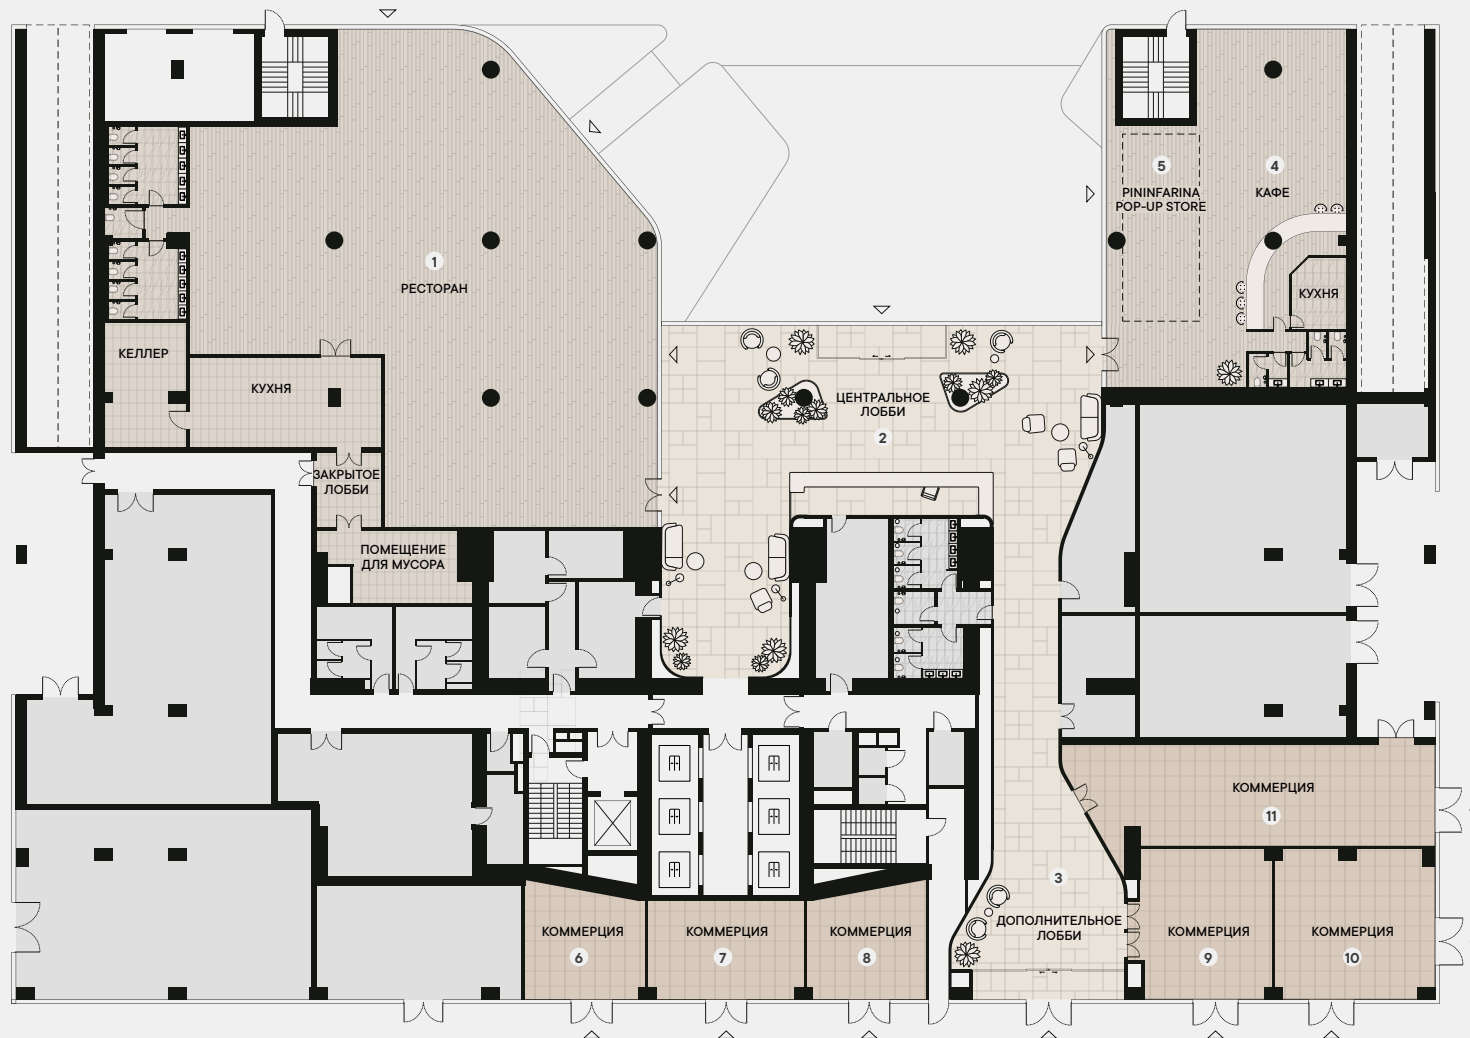 5
4
PININFARINA
POP-UP STORE
КАФЕ
1
РЕСТОРАН
КУХНЯ
КЕЛЛЕР
КУХНЯ
ЦЕНТРАЛЬНОЕ
ЛОББИ
2
ЗАКРЫТОЕ
ЛОББИ
ПОМЕЩЕНИЕ
ДЛЯ МУСОРА
КОММЕРЦИЯ
11
3
ДОПОЛНИТЕЛЬНОЕ
ЛОББИ
КОММЕРЦИЯ
6
КОММЕРЦИЯ
7
КОММЕРЦИЯ
8
КОММЕРЦИЯ
9
КОММЕРЦИЯ
10